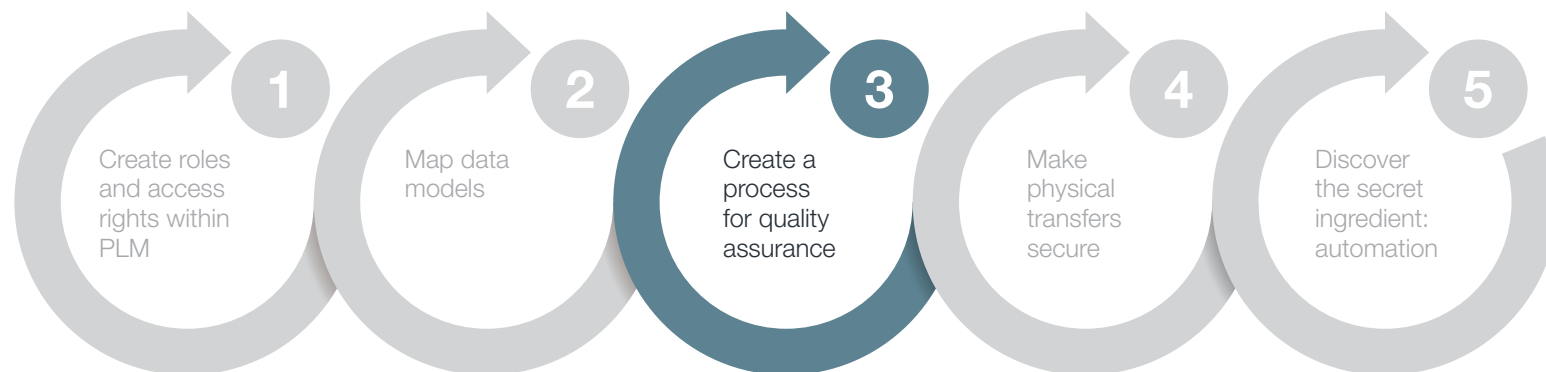 1
Create roles
and access
rights within
PLM
2
Map data
models
3
Create a
process
for quality
assurance
4
Make
physical
transfers
secure
5
Discover
the secret
ingredient:
automation